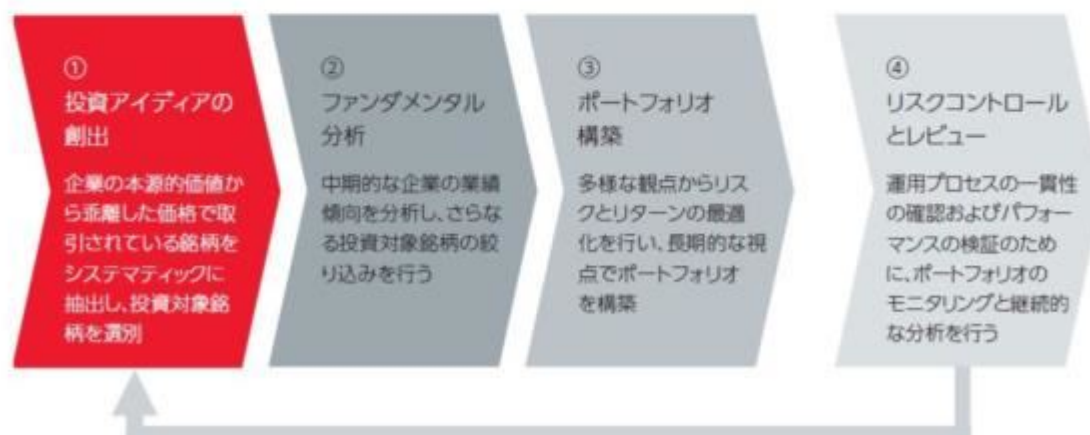 ①
投資アイディアの
創出
企業の本源的価値か
ら乖離した価格で取
引されている銘柄を
システマティックに
抽出し、投資対象銘
柄を選別
②
ファンダメンタル
分析
中期的な企業の業績
傾向を分析し、さらな
る投資対象銘柄の絞
り込みを行う
③
ポートフォリオ
構築
多様な観点からリス
クとリターンの最適
化を行い、長期的な視
点でポートフォリオ
を構築
④
リスクコントロール
とレビュー
運用プロセスの一貫性
の確認およびパフォー
マンスの検証のため
に、ポートフォリオの
モニタリングと継続的
な分析を行う